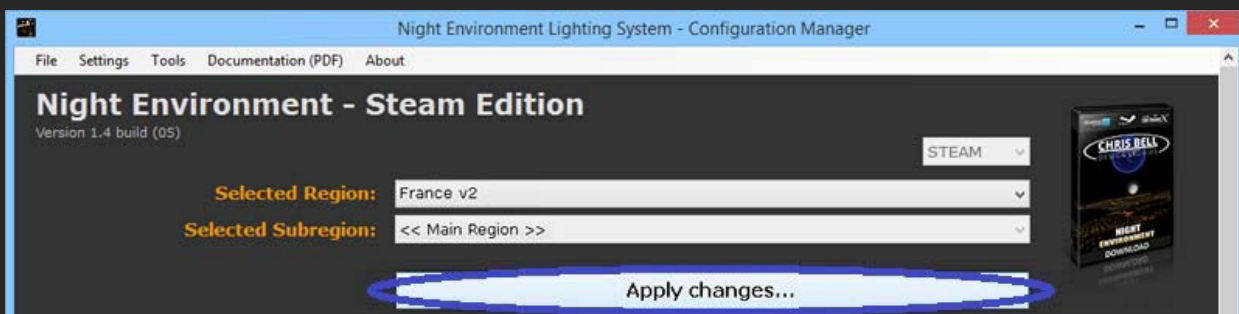 Night Environment Lighting System - Configuration Manager
File Settings Tools Documentation (PDF) About
Night Environment - Steam Edition
Version 1.4 build (05)
STEAM
Selected Region: France v2
Selected Subregion: << Main Region >>
Apply changes...
CHRIS BELL
NIGHT
ENVIRONMENT
DOWNLOAD